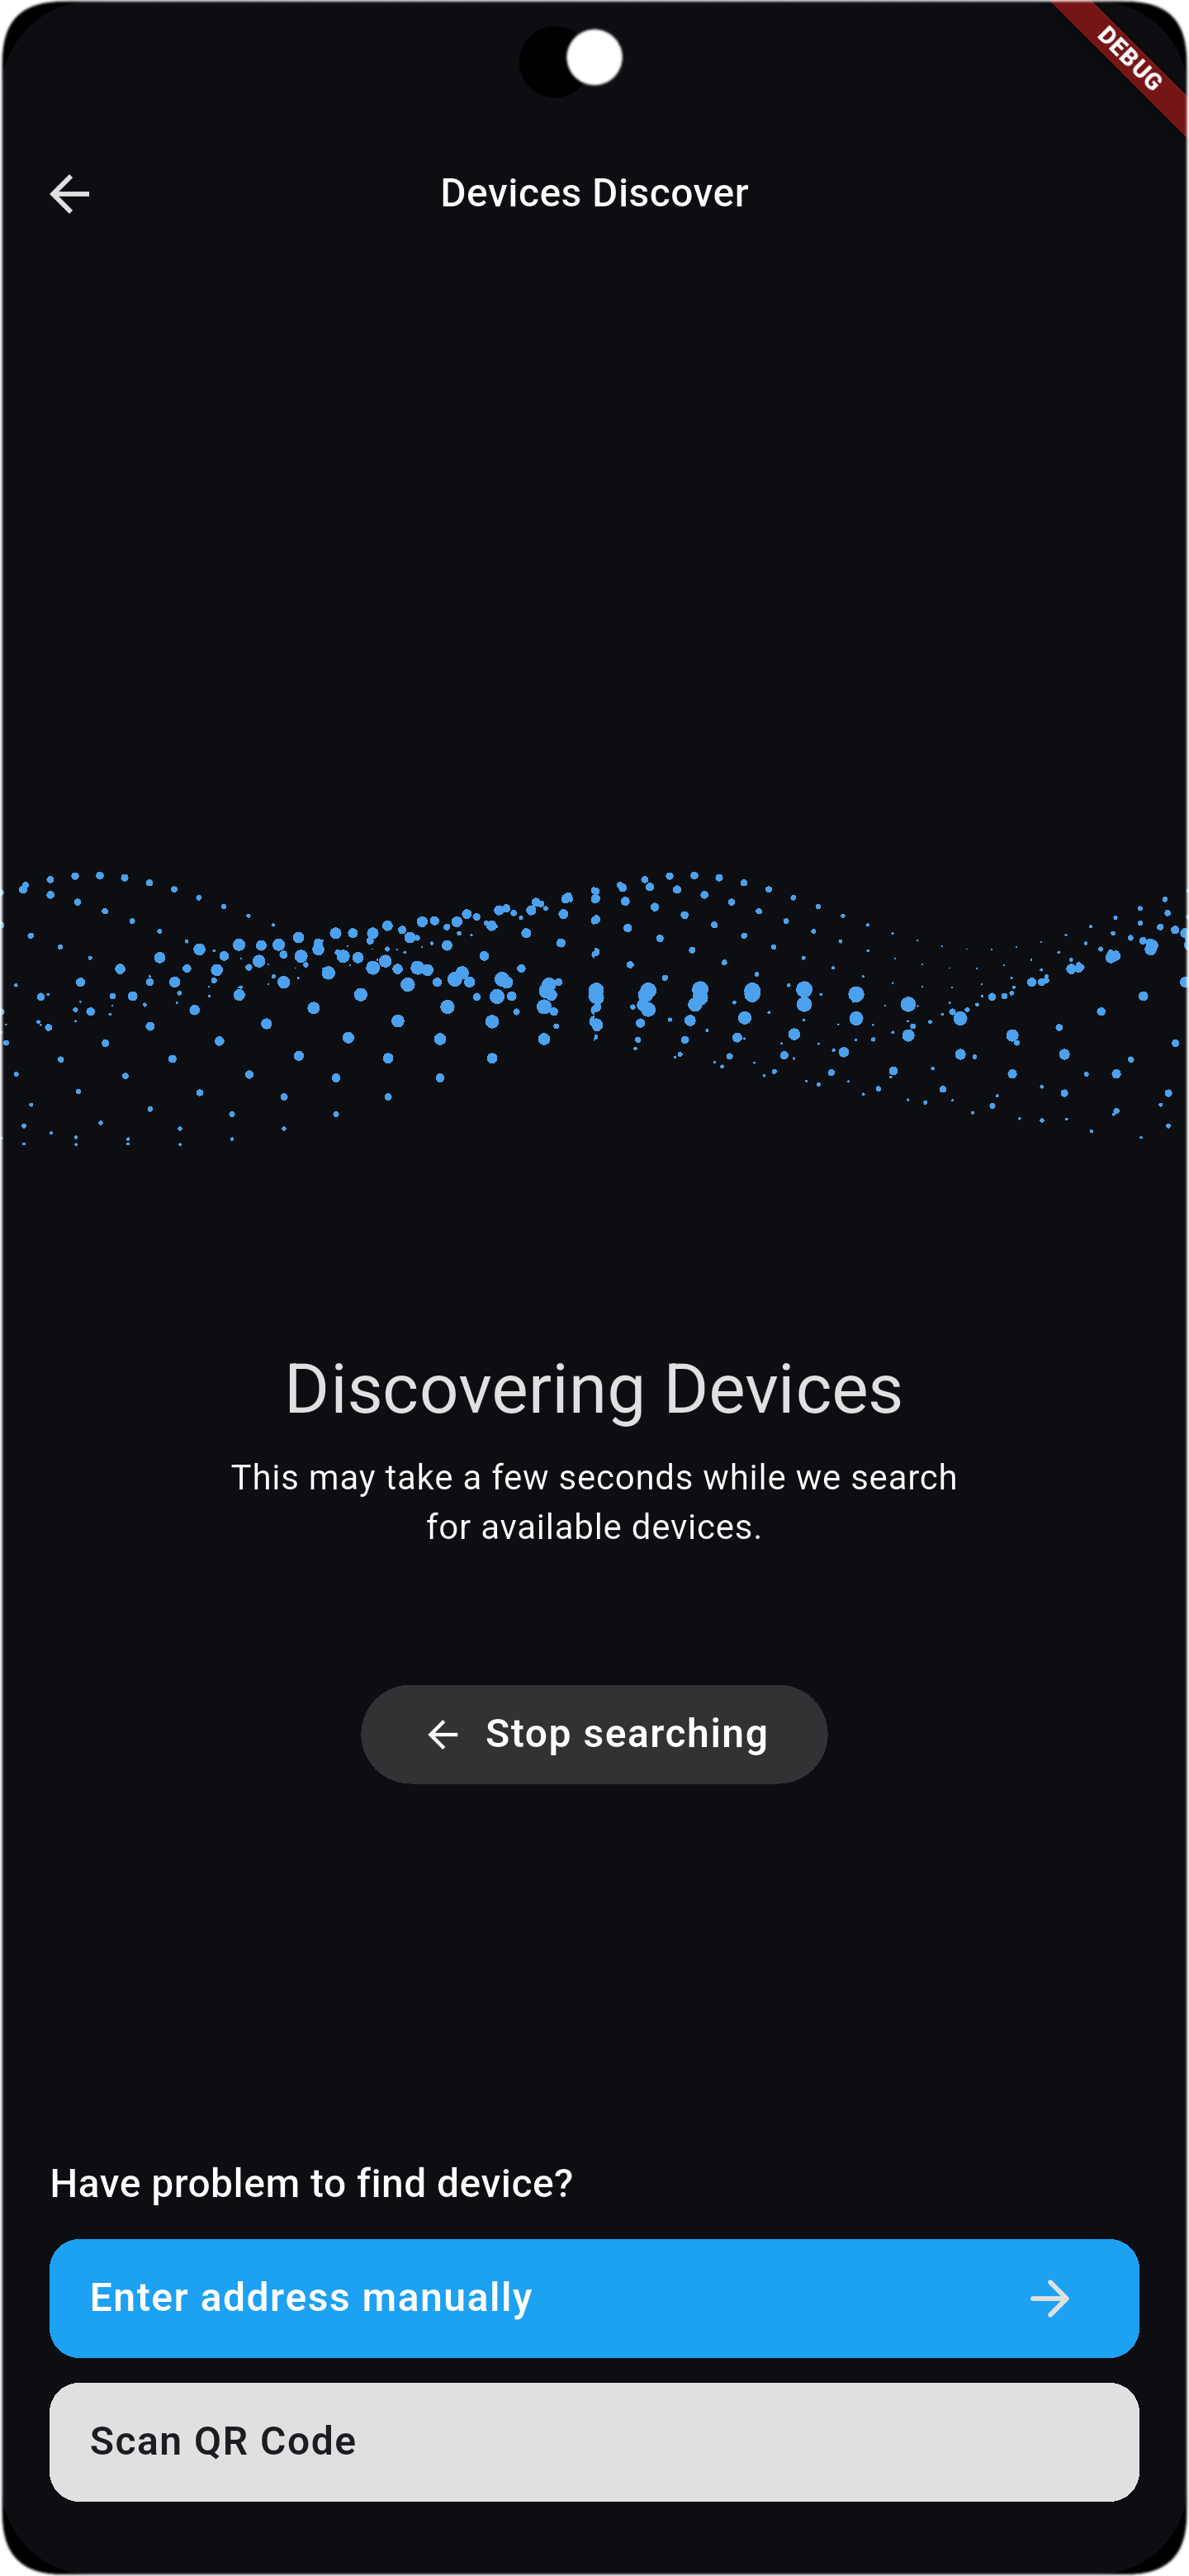 DEBUG
Devices Discover
Discovering Devices
This may take a few seconds while we search
for available devices.
Stop searching
Have problem to find device?
Enter address manually
Scan QR Code